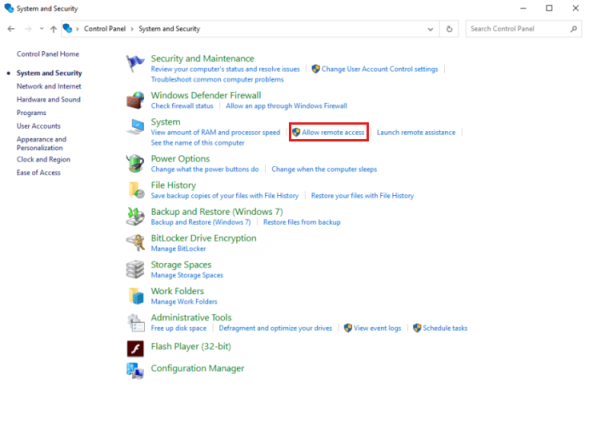 System and Security
Control Panel > System and Security
Search Control Panel
Control Panel Home
System and Security
Network and Internet
Hardware and Sound
Programs
User Accounts
Appearance and
Personalization
Clock and Region
Ease of Access
Security and Maintenance
Review your computer's status and resolve issues | Change User Account Control settings |
Troubleshoot common computer problems
Windows Defender Firewall
Check firewall status | Allow an app through Windows Firewall
System
View amount of RAM and processor speed | Allow remote access | Launch remote assistance |
See the name of this computer
Power Options
Change what the power buttons do | Change when the computer sleeps
File History
Save backup copies of your files with File History | Restore your files with File History
Backup and Restore (Windows 7)
Backup and Restore (Windows 7) | Restore files from backup
BitLocker Drive Encryption
Manage BitLocker
Storage Spaces
Manage Storage Spaces
Work Folders
Manage Work Folders
Administrative Tools
Free up disk space | Defragment and optimize your drives | View event logs | Schedule tasks
Flash Player (32-bit)
Configuration Manager